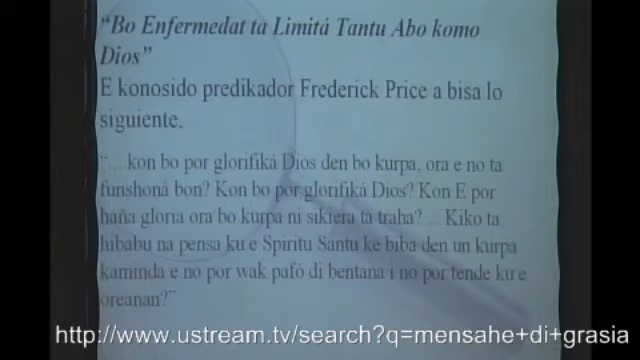 “Bo Enfermedat ta Limitá Tantu Abo komo
Dios”
E konosido predikador Frederick Price a bisa lo
siguiente.
“....kon bo por glorifiká Dios den bo kurpa, ora e no ta
funshoná bon? Kon bo por glorifiká Dios? Kon E por
haña gloria ora bo kurpa ni sikiera ta traha? ... Kiko ta
hibabu na pensa ku e Spiritu Santu ke biba den un kurpa
kaminda e no por wak pafó di bentana i no por tende ku e
oreanan?”
http://www.ustream.tv/search?q=mensahe+di+grasia